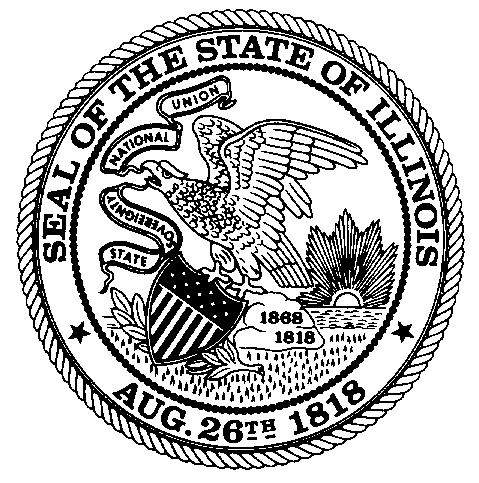 SEAL OF THE STATE OF ILLINOIS
UNION
NATIONAL
SOVEREIGNTY
STATE
1868
1818
AUG. 26TH 1818